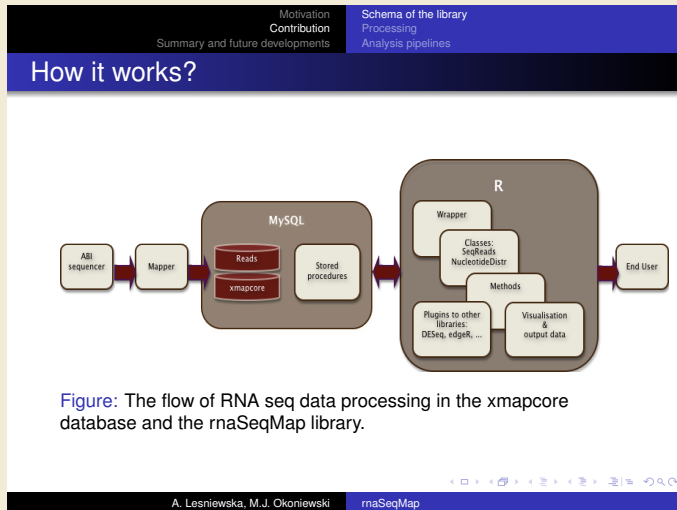 Motivation
Contribution
Summary and future developments
Schema of the library
Processing
Analysis pipelines
How it works?
ABI
sequencer
Mapper
MySQL
Reads
xmapcore
Stored
procedures
R
Wrapper
Classes:
SeqReads
NucleotideDistr
Methods
Plugins to other
libraries:
DESeq, edgeR, ...
Visualisation
&
output data
End User
Figure: The flow of RNA seq data processing in the xmapcore
database and the rnaSeqMap library.
A. Lesniewska, M.J. Okoniewski
rnaSeqMap